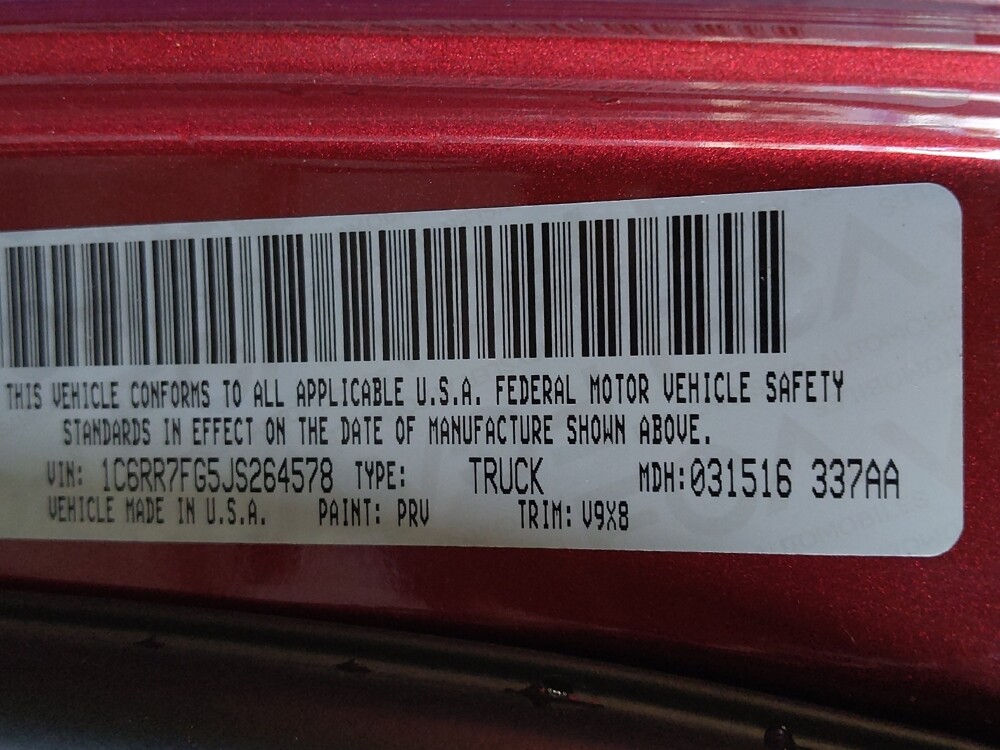 THIS VEHICLE CONFORMS TO ALL APPLICABLE U.S.A. FEDERAL MOTOR VEHICLE SAFETY
STANDARDS IN EFFECT ON THE DATE OF MANUFACTURE SHOWN ABOVE.
VIN: 1C6RR7FG5JS264578 TYPE: TRUCK MDH:031516 337AA
VEHICLE MADE IN U.S.A. PAINT: PRV TRIM: V9X8